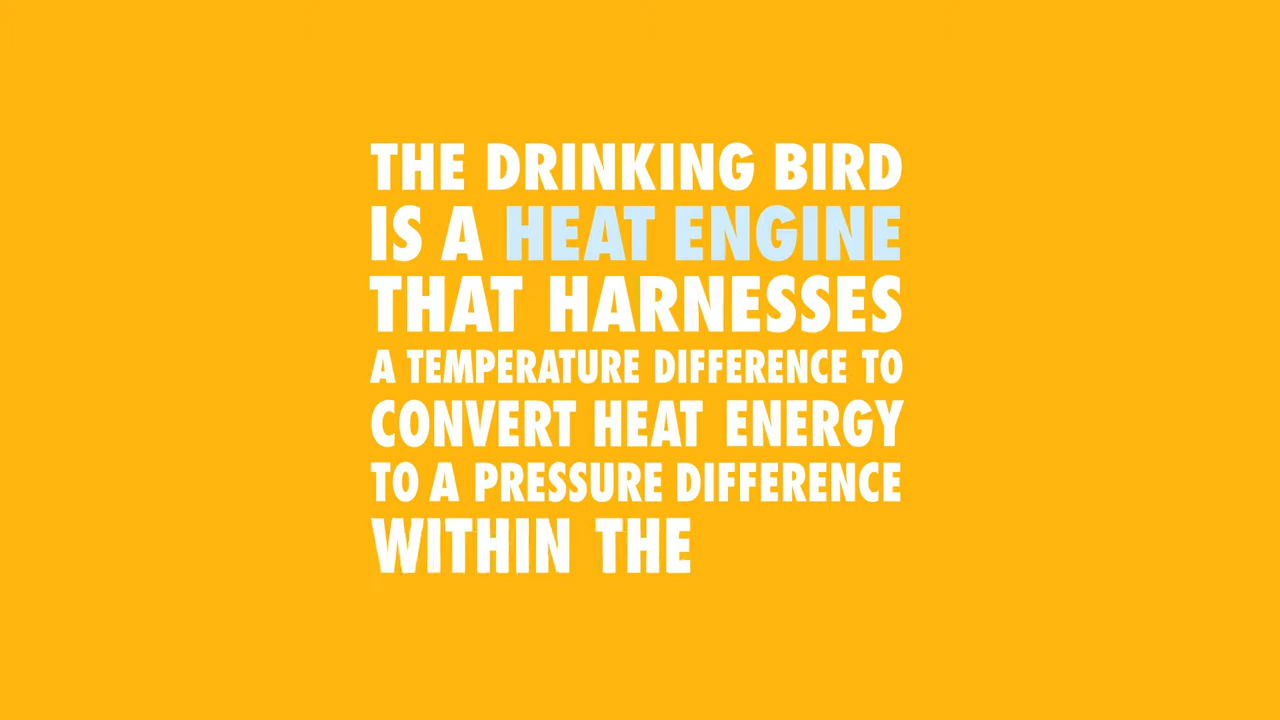 THE DRINKING BIRD
IS A HEAT ENGINE
THAT HARNESSES
A TEMPERATURE DIFFERENCE TO
CONVERT HEAT ENERGY
TO A PRESSURE DIFFERENCE
WITHIN THE